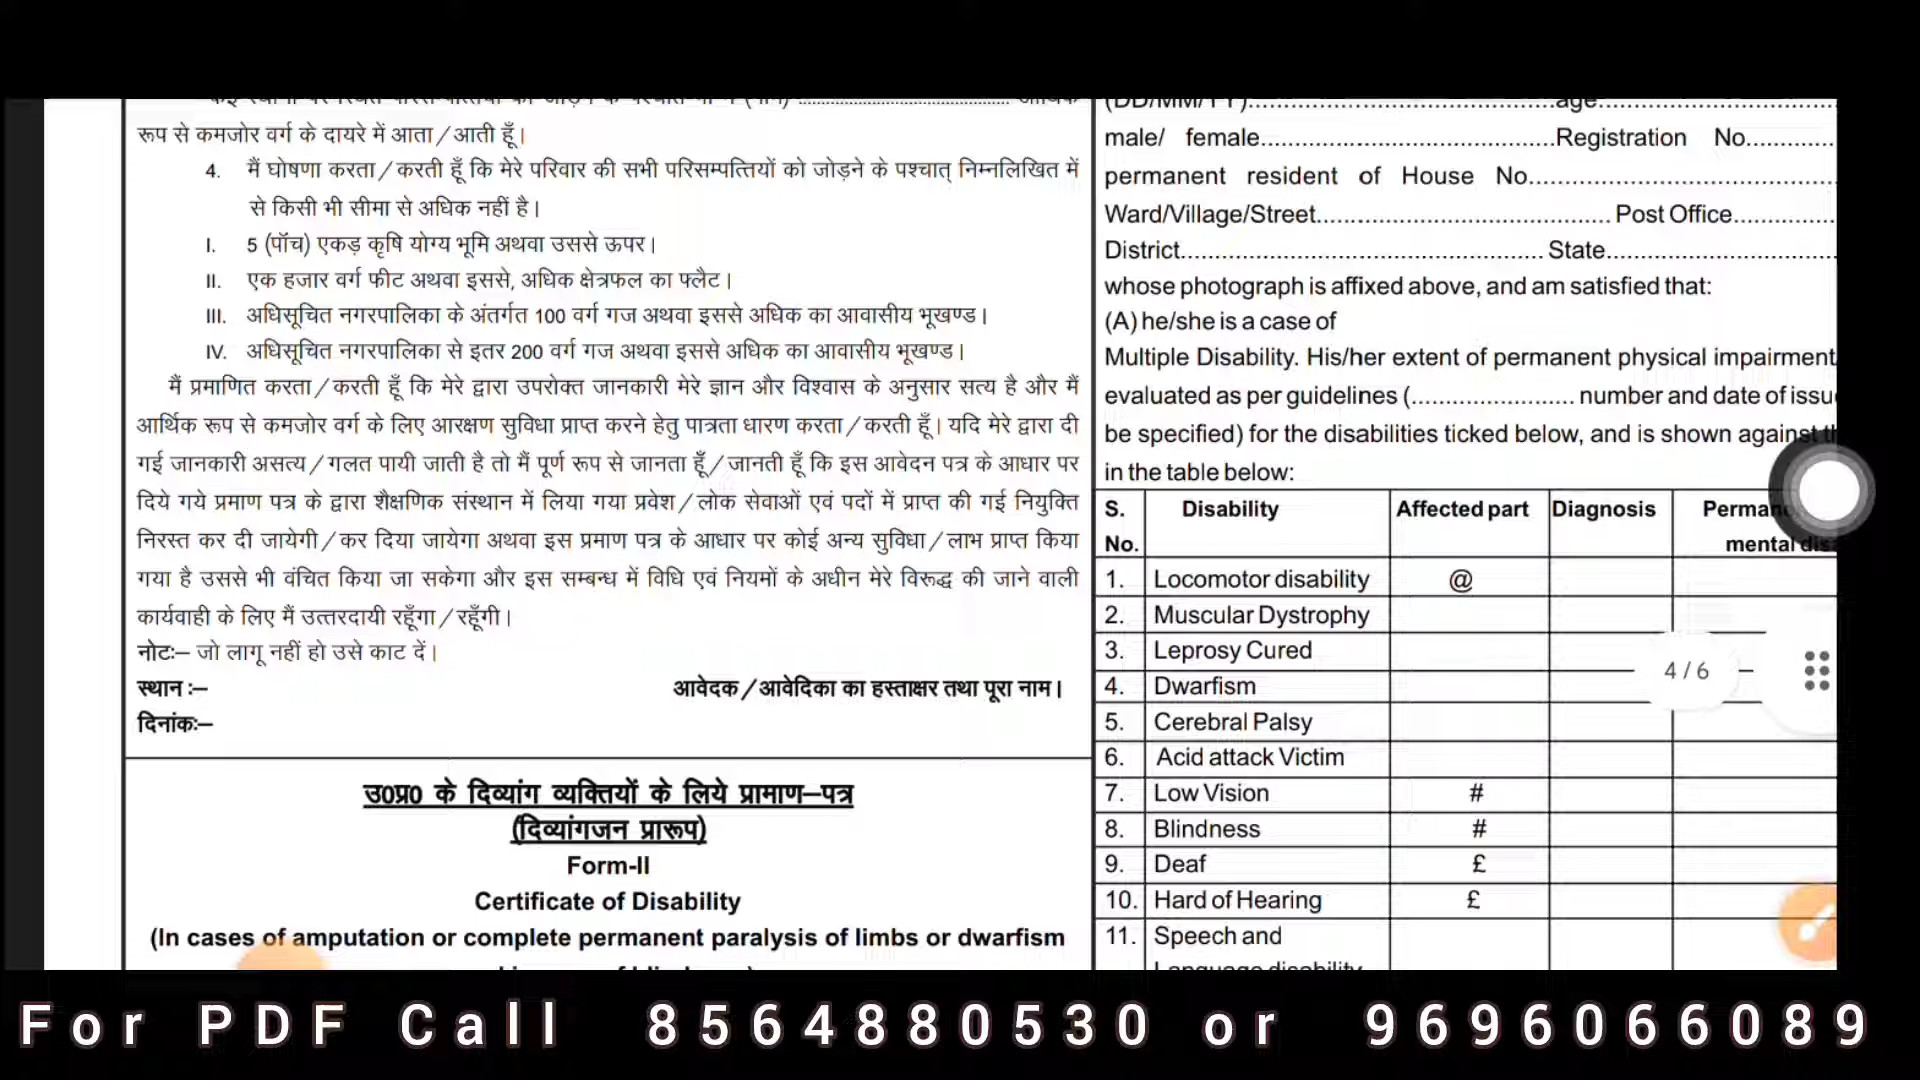 रूप से कमजोर वर्ग के दायरे में आता/आती हूँ।
4. मैं घोषणा करता/करती हूँ कि मेरे परिवार की सभी परिसम्पत्तियों को जोड़ने के पश्चात् निम्नलिखित में
से किसी भी सीमा से अधिक नहीं है।
I. 5 (पॉच) एकड़ कृषि योग्य भूमि अथवा उससे ऊपर।
II. एक हजार वर्ग फीट अथवा इससे, अधिक क्षेत्रफल का फ्लैट।
III. अधिसूचित नगरपालिका के अंतर्गत 100 वर्ग गज अथवा इससे अधिक का आवासीय भूखण्ड।
IV. अधिसूचित नगरपालिका से इतर 200 वर्ग गज अथवा इससे अधिक का आवासीय भूखण्ड।
मैं प्रमाणित करता/करती हूँ कि मेरे द्वारा उपरोक्त जानकारी मेरे ज्ञान और विश्वास के अनुसार सत्य है और मैं
आर्थिक रूप से कमजोर वर्ग के लिए आरक्षण सुविधा प्राप्त करने हेतु पात्रता धारण करता/करती हूँ। यदि मेरे द्वारा दी
गई जानकारी असत्य/गलत पायी जाती है तो मैं पूर्ण रूप से जानता हूँ/जानती हूँ कि इस आवेदन पत्र के आधार पर
दिये गये प्रमाण पत्र के द्वारा शैक्षणिक संस्थान में लिया गया प्रवेश/लोक सेवाओं एवं पदों में प्राप्त की गई नियुक्ति
निरस्त कर दी जायेगी/कर दिया जायेगा अथवा इस प्रमाण पत्र के आधार पर कोई अन्य सुविधा/लाभ प्राप्त किया
गया है उससे भी वंचित किया जा सकेगा और इस सम्बन्ध में विधि एवं नियमों के अधीन मेरे विरूद्ध की जाने वाली
कार्यवाही के लिए मैं उत्तरदायी रहूँगा/रहूँगी।
नोटः– जो लागू नहीं हो उसे काट दें।
स्थान :– आवेदक/आवेदिका का हस्ताक्षर तथा पूरा नाम।
दिनांकः–
उ0प्र0 के दिव्यांग व्यक्तियों के लिये प्रामाण–पत्र
(दिव्यांगजन प्रारूप)
Form-II
Certificate of Disability
(In cases of amputation or complete permanent paralysis of limbs or dwarfism
(DD/MM/YY)..............................age....................
male/ female..............................Registration No.............
permanent resident of House No..............................
Ward/Village/Street.............................. Post Office...........
District.............................. State....................
whose photograph is affixed above, and am satisfied that:
(A) he/she is a case of
Multiple Disability. His/her extent of permanent physical impairment
evaluated as per guidelines (....................... number and date of issu
be specified) for the disabilities ticked below, and is shown against
in the table below:
S. No. Disability Affected part Diagnosis
mental
1. Locomotor disability @
2. Muscular Dystrophy
3. Leprosy Cured
4. Dwarfism
5. Cerebral Palsy
6. Acid attack Victim
7. Low Vision #
8. Blindness #
9. Deaf £
10. Hard of Hearing £
11. Speech and
Language disability
4 / 6
For PDF Call 8564880530 or 9696066089